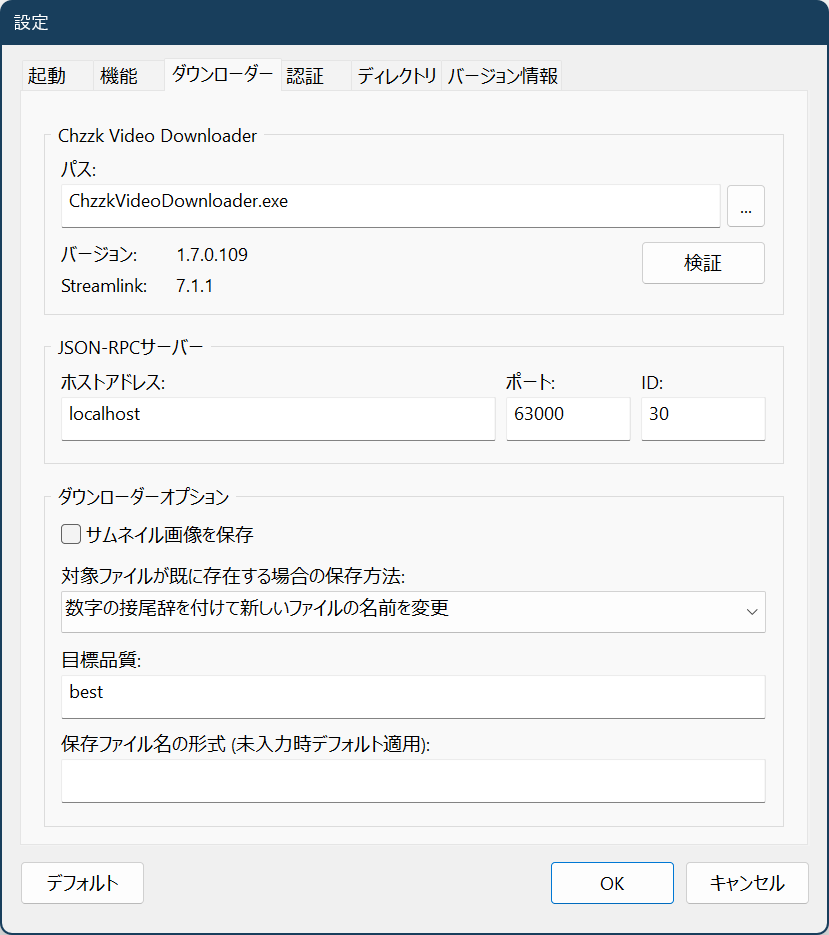 設定
起動 機能 ダウンローダー 認証 ディレクトリ バージョン情報
Chzzk Video Downloader
パス:
ChzzkVideoDownloader.exe ...
バージョン: 1.7.0.109
検証
Streamlink: 7.1.1
JSON-RPCサーバー
ホストアドレス: ポート: ID:
localhost 63000 30
ダウンローダーオプション
サムネイル画像を保存
対象ファイルが既に存在する場合の保存方法:
数字の接尾辞を付けて新しいファイルの名前を変更
目標品質:
best
保存ファイル名の形式 (未入力時デフォルト適用):
デフォルト OK キャンセル